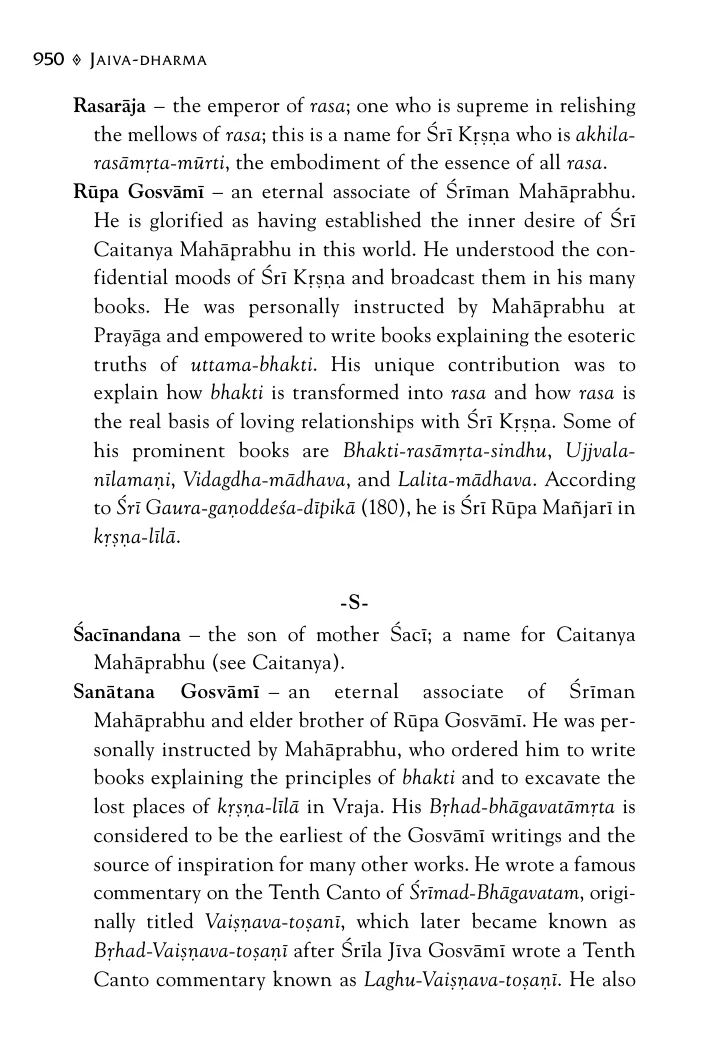 950 ◊ JAIVA-DHARMA
Rasarāja – the emperor of rasa; one who is supreme in relishing
the mellows of rasa; this is a name for Śrī Kṛṣṇa who is akhila-
rasāmṛta-mūrti, the embodiment of the essence of all rasa.
Rūpa Gosvāmī – an eternal associate of Śrīman Mahāprabhu.
He is glorified as having established the inner desire of Śrī
Caitanya Mahāprabhu in this world. He understood the con-
fidential moods of Śrī Kṛṣṇa and broadcast them in his many
books. He was personally instructed by Mahāprabhu at
Prayāga and empowered to write books explaining the esoteric
truths of uttama-bhakti. His unique contribution was to
explain how bhakti is transformed into rasa and how rasa is
the real basis of loving relationships with Śrī Kṛṣṇa. Some of
his prominent books are Bhakti-rasāmṛta-sindhu, Ujjvala-
nīlamaṇi, Vidagdha-mādhava, and Lalita-mādhava. According
to Śrī Gaura-gaṇoddeśa-dīpikā (180), he is Śrī Rūpa Mañjarī in
kṛṣṇa-līlā.
-S-
Śacīnandana – the son of mother Śacī; a name for Caitanya
Mahāprabhu (see Caitanya).
Sanātana Gosvāmī – an eternal associate of Śrīman
Mahāprabhu and elder brother of Rūpa Gosvāmī. He was per-
sonally instructed by Mahāprabhu, who ordered him to write
books explaining the principles of bhakti and to excavate the
lost places of kṛṣṇa-līlā in Vraja. His Bṛhad-bhāgavatāmṛta is
considered to be the earliest of the Gosvāmī writings and the
source of inspiration for many other works. He wrote a famous
commentary on the Tenth Canto of Śrīmad-Bhāgavatam, origi-
nally titled Vaiṣṇava-toṣanī, which later became known as
Bṛhad-Vaiṣṇava-toṣaṇī after Śrīla Jīva Gosvāmī wrote a Tenth
Canto commentary known as Laghu-Vaiṣṇava-toṣaṇī. He also